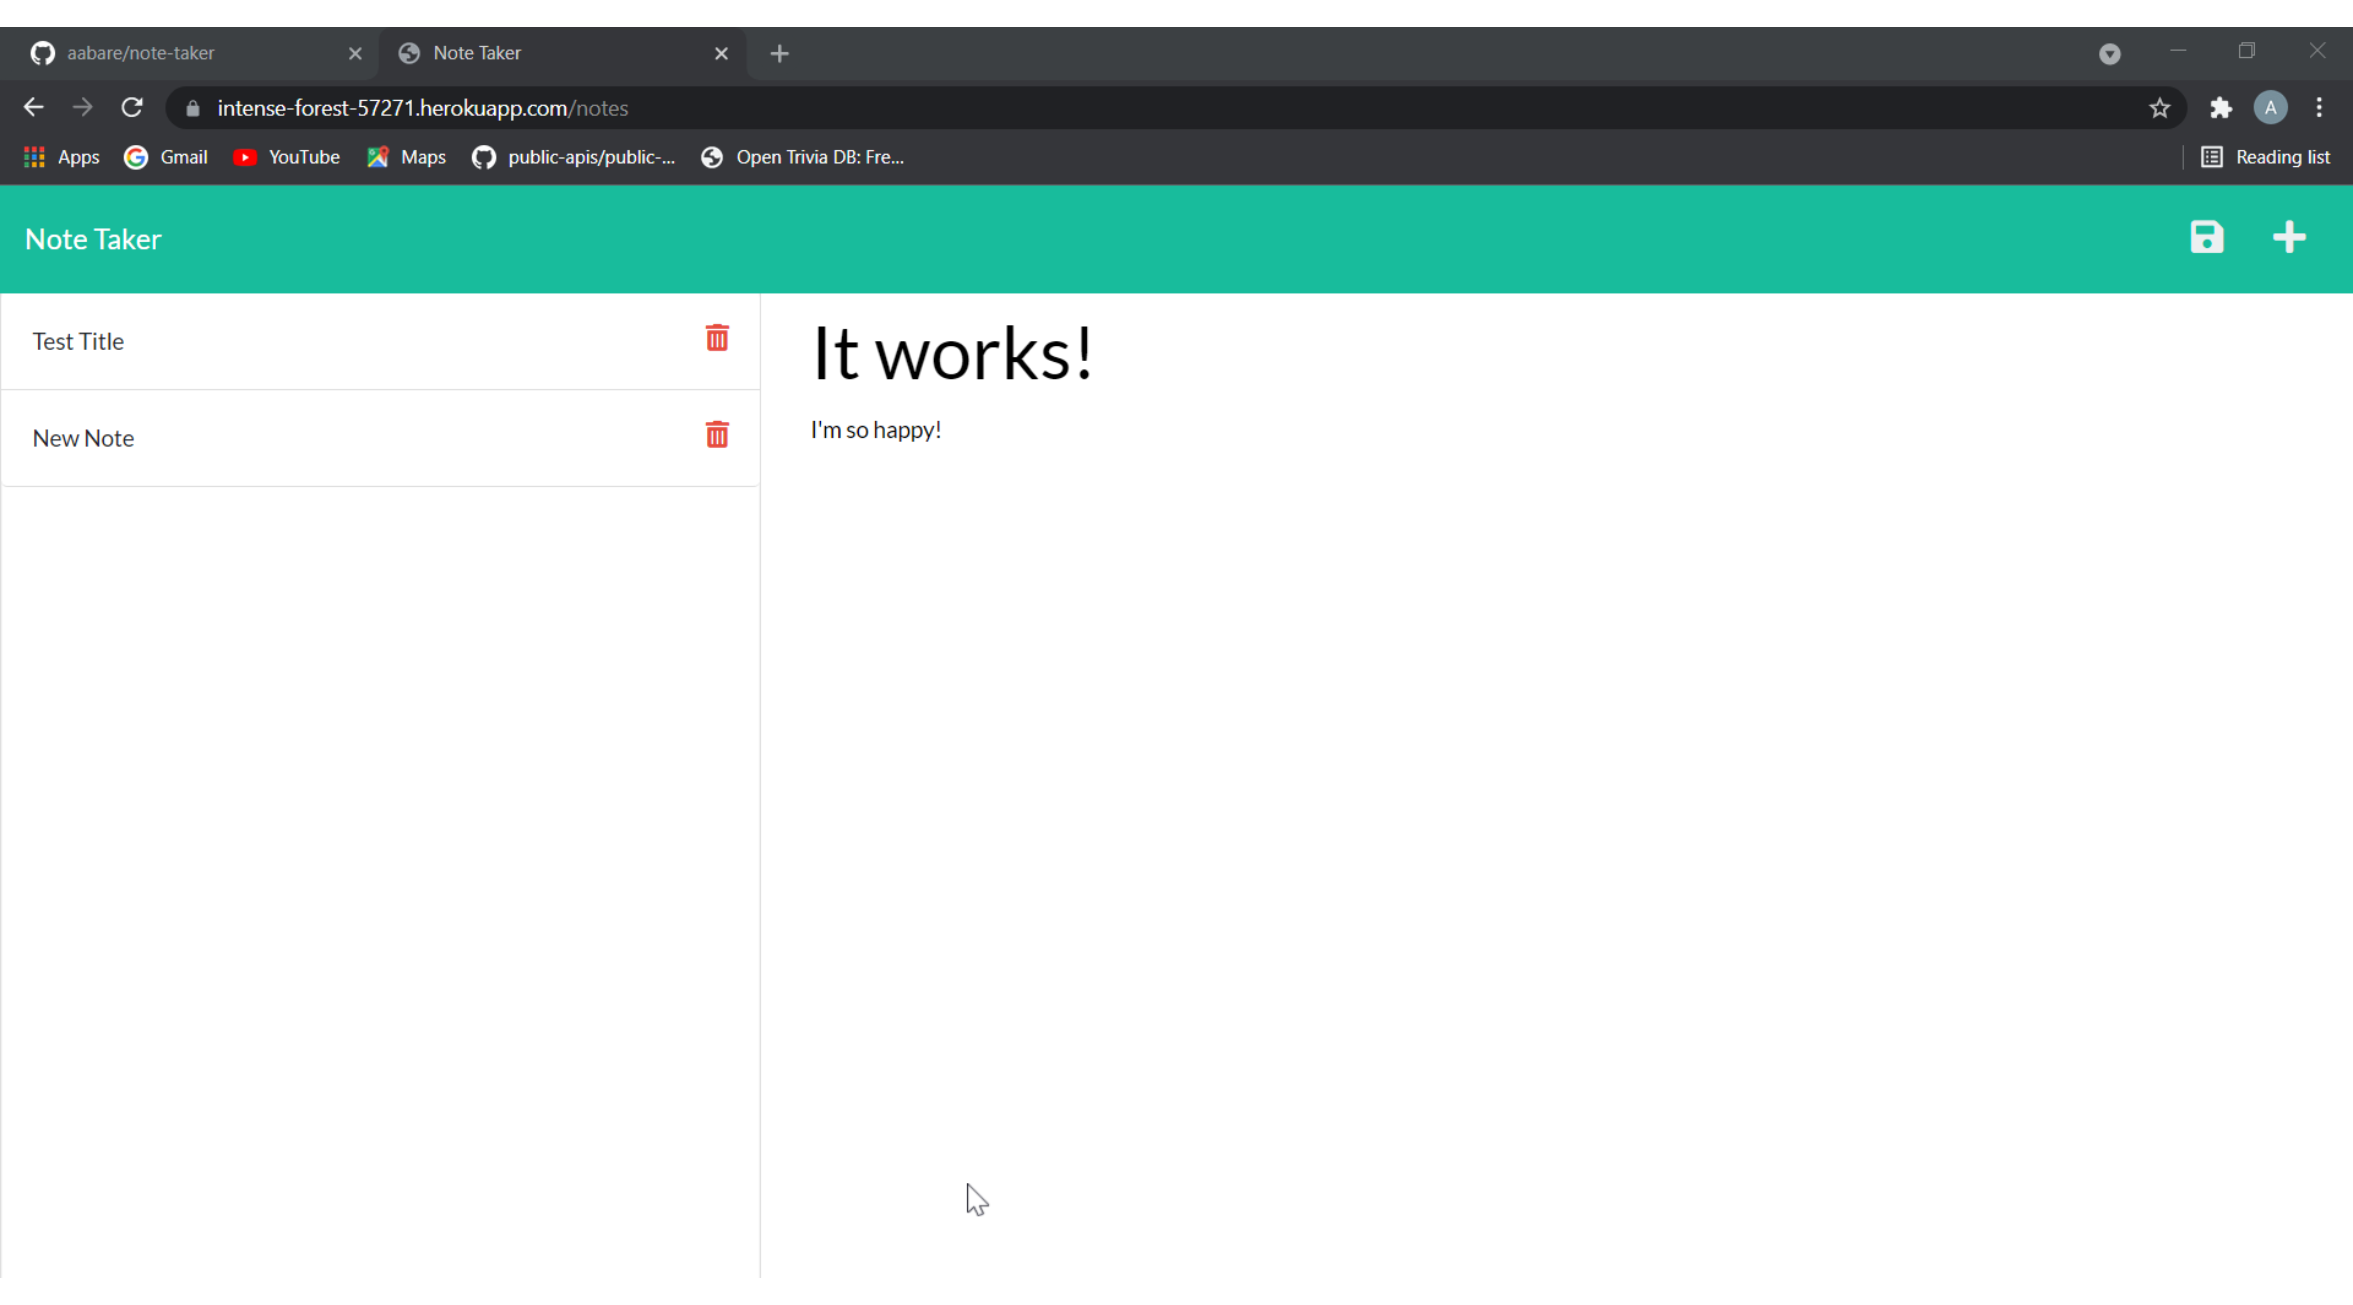 aabare/note-taker
Note Taker
intense-forest-57271.herokuapp.com/notes
A
Apps Gmail YouTube Maps public-apis/public-... Open Trivia DB: Fre... Reading list
Note Taker
Test Title
New Note
It works!
I'm so happy!